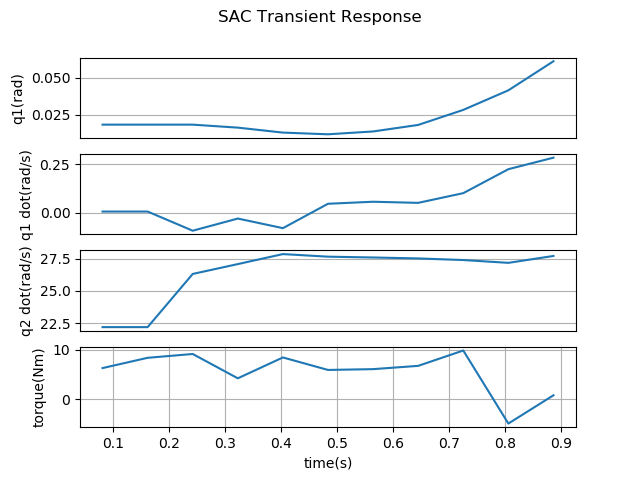 SAC Transient Response
q1(rad)
0.050
0.025
q1 dot(rad/s)
0.25
0.00
q2 dot(rad/s)
27.5
25.0
22.5
torque(Nm)
10
0
0.1 0.2 0.3 0.4 0.5 0.6 0.7 0.8 0.9
time(s)